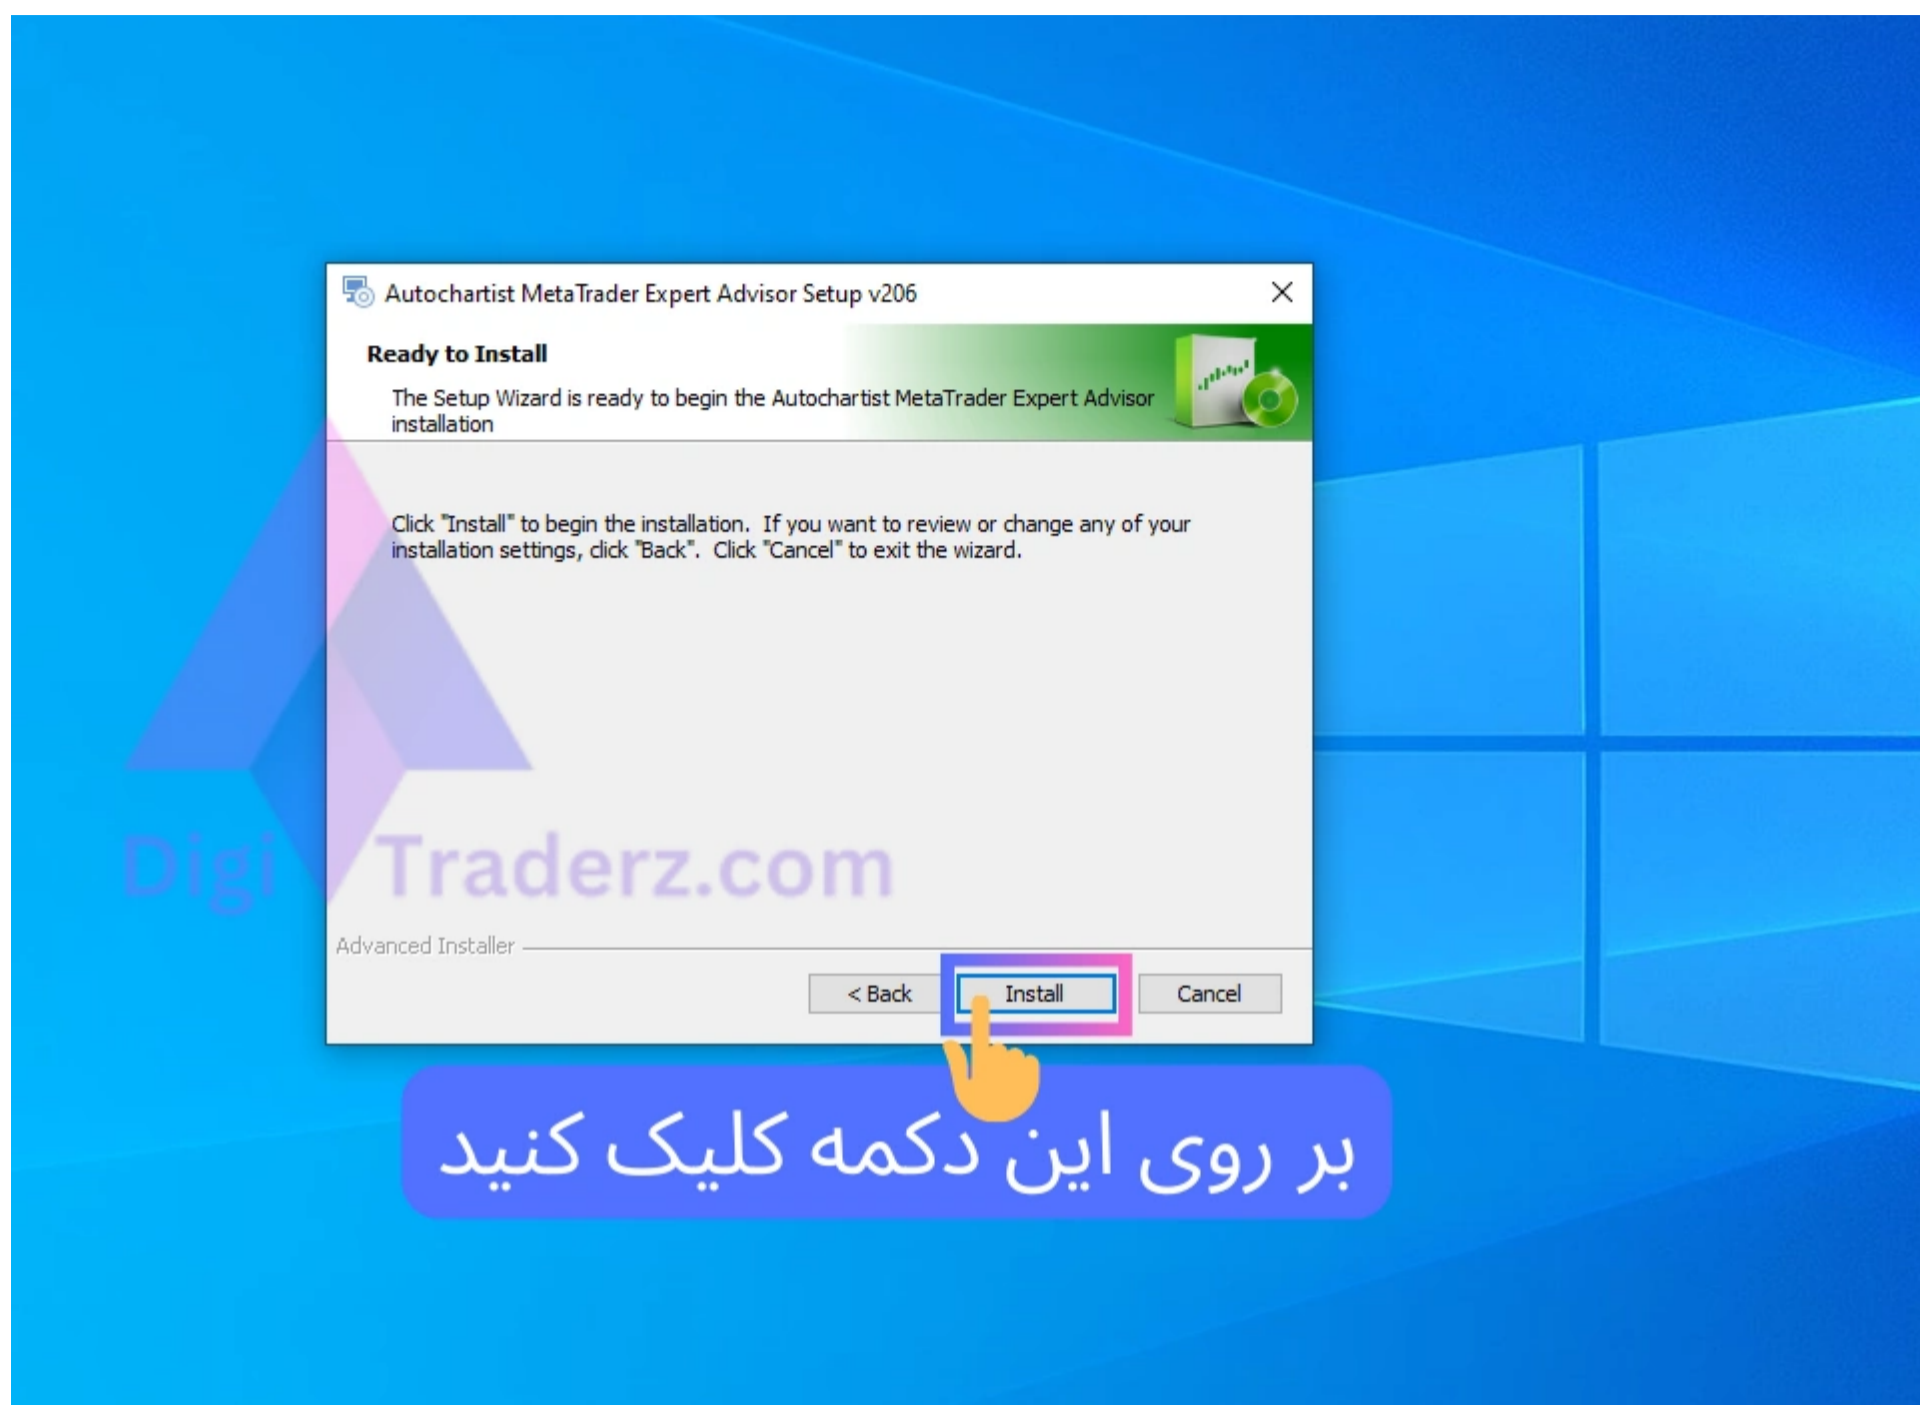 Autochartist MetaTrader Expert Advisor Setup v206
Ready to Install
The Setup Wizard is ready to begin the Autochartist MetaTrader Expert Advisor
installation
Click "Install" to begin the installation.  If you want to review or change any of your
installation settings, click "Back".  Click "Cancel" to exit the wizard.
Digi Traderz.com
Advanced Installer
< Back Install Cancel
بر روی این دکمه کلیک کنید